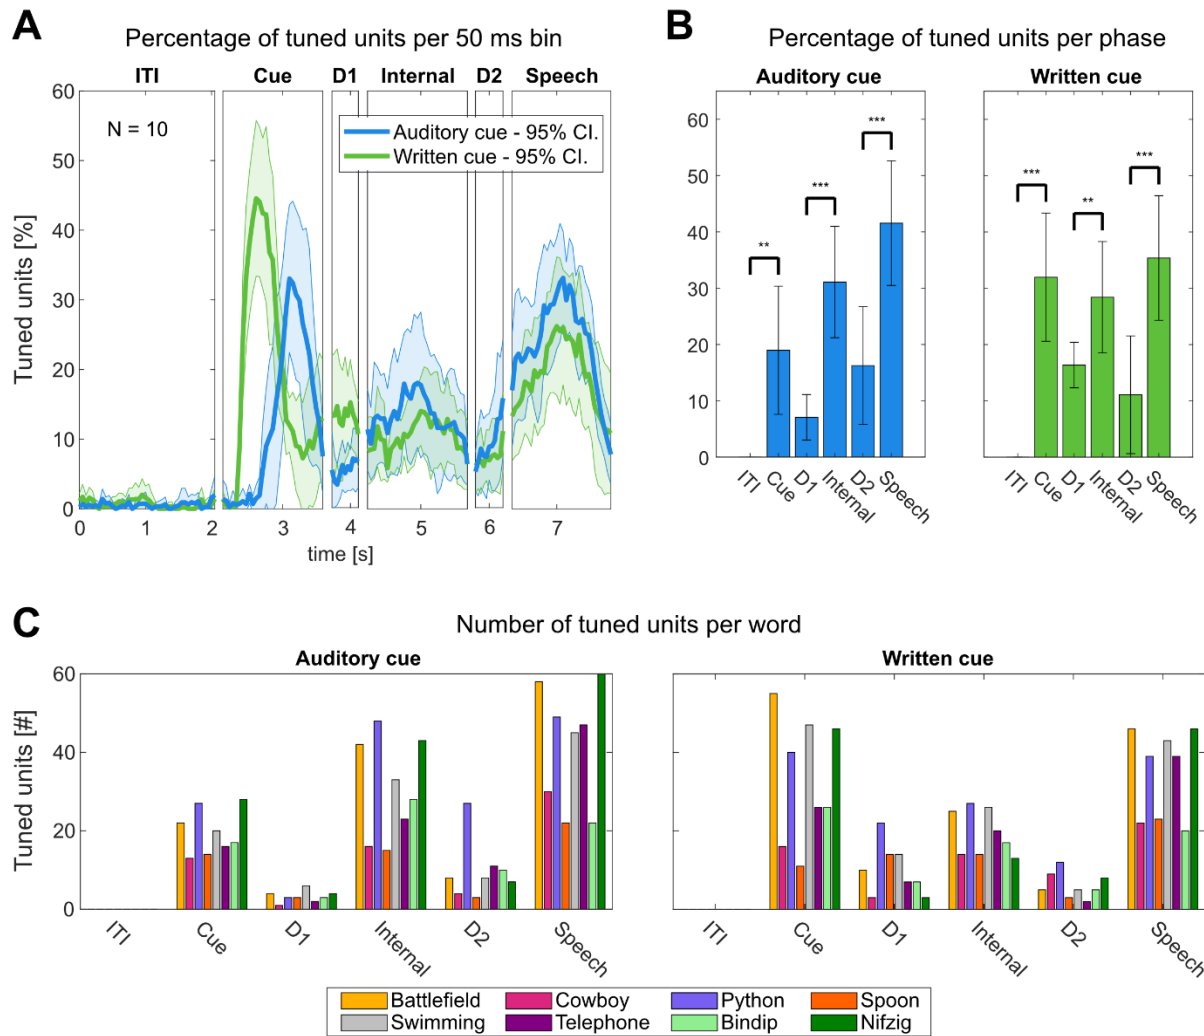 A
Percentage of tuned units per 50 ms bin
ITI Cue D1 Internal D2 Speech
60
50
40
30
20
10
0
Tuned units [%]
N = 10
Auditory cue - 95% CI.
Written cue - 95% CI.
0 1 2 3 4 5 6 7
time [s]
B
Percentage of tuned units per phase
Auditory cue
Written cue
60
50
40
30
20
10
0
** *** ***
*** ** ***
ITI Cue D1 Internal D2 Speech
ITI Cue D1 Internal D2 Speech
C
Number of tuned units per word
Auditory cue
Written cue
60
40
20
0
Tuned units [#]
ITI Cue D1 Internal D2 Speech
ITI Cue D1 Internal D2 Speech
Battlefield Cowboy Python Spoon
Swimming Telephone Bindip Nifzig